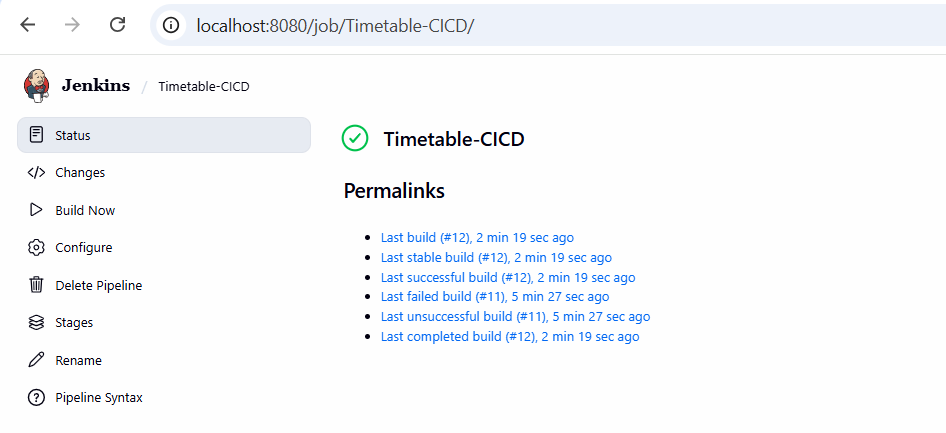 localhost:8080/job/Timetable-CICD/
Jenkins / Timetable-CICD
Status
Changes
Build Now
Configure
Delete Pipeline
Stages
Rename
Pipeline Syntax
Timetable-CICD
Permalinks
Last build (#12), 2 min 19 sec ago
Last stable build (#12), 2 min 19 sec ago
Last successful build (#12), 2 min 19 sec ago
Last failed build (#11), 5 min 27 sec ago
Last unsuccessful build (#11), 5 min 27 sec ago
Last completed build (#12), 2 min 19 sec ago